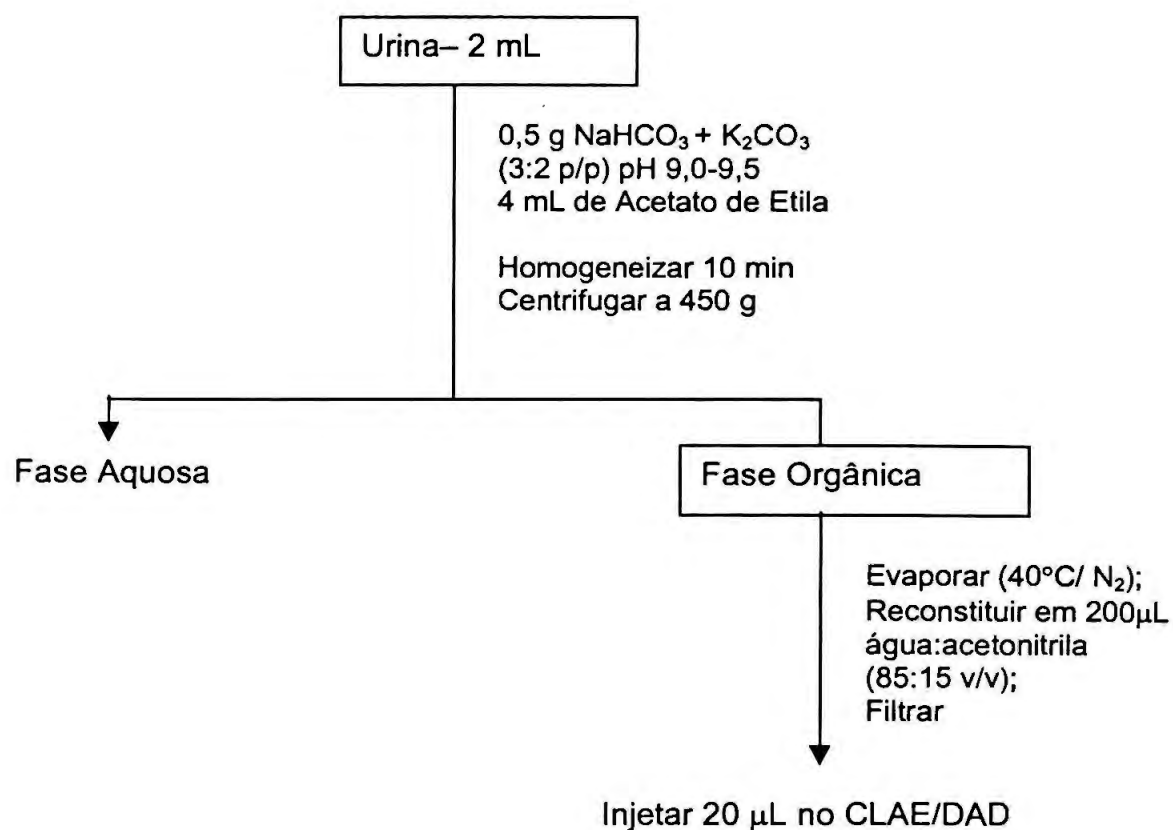 Urina– 2 mL
0,5 g NaHCO₃ + K₂CO₃
(3:2 p/p) pH 9,0-9,5
4 mL de Acetato de Etila
Homogeneizar 10 min
Centrifugar a 450 g
Fase Aquosa
Fase Orgânica
Evaporar (40°C/ N₂);
Reconstituir em 200μL
água:acetonitrila
(85:15 v/v);
Filtrar
Injetar 20 μL no CLAE/DAD